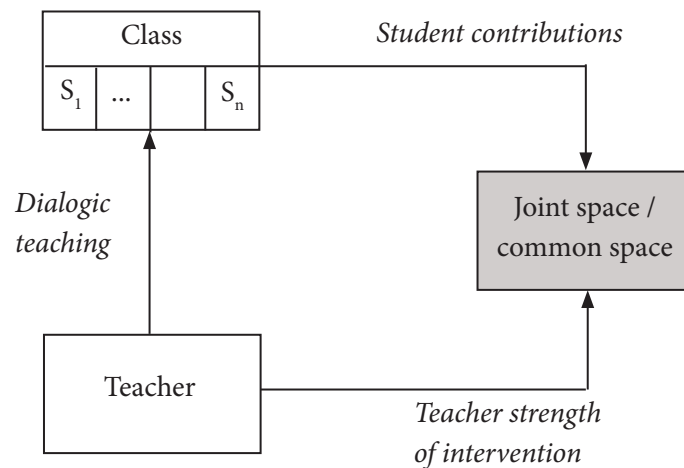 Class
Student contributions
S1 ... Sn
Dialogic
teaching
Joint space /
common space
Teacher
Teacher strength
of intervention